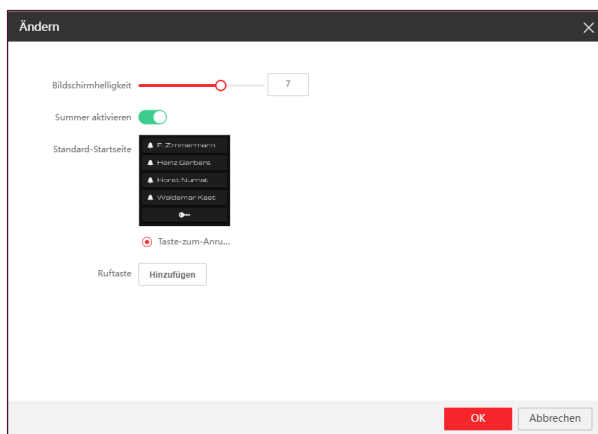 Ändern
Bildschirmhelligkeit 7
Summer aktivieren
Standard-Startseite
F. Zimmermann
Heinz Garbers
Horst Numat
Waldemar Kast
Taste-zum-Anru...
Ruftaste Hinzufügen
OK Abbrechen